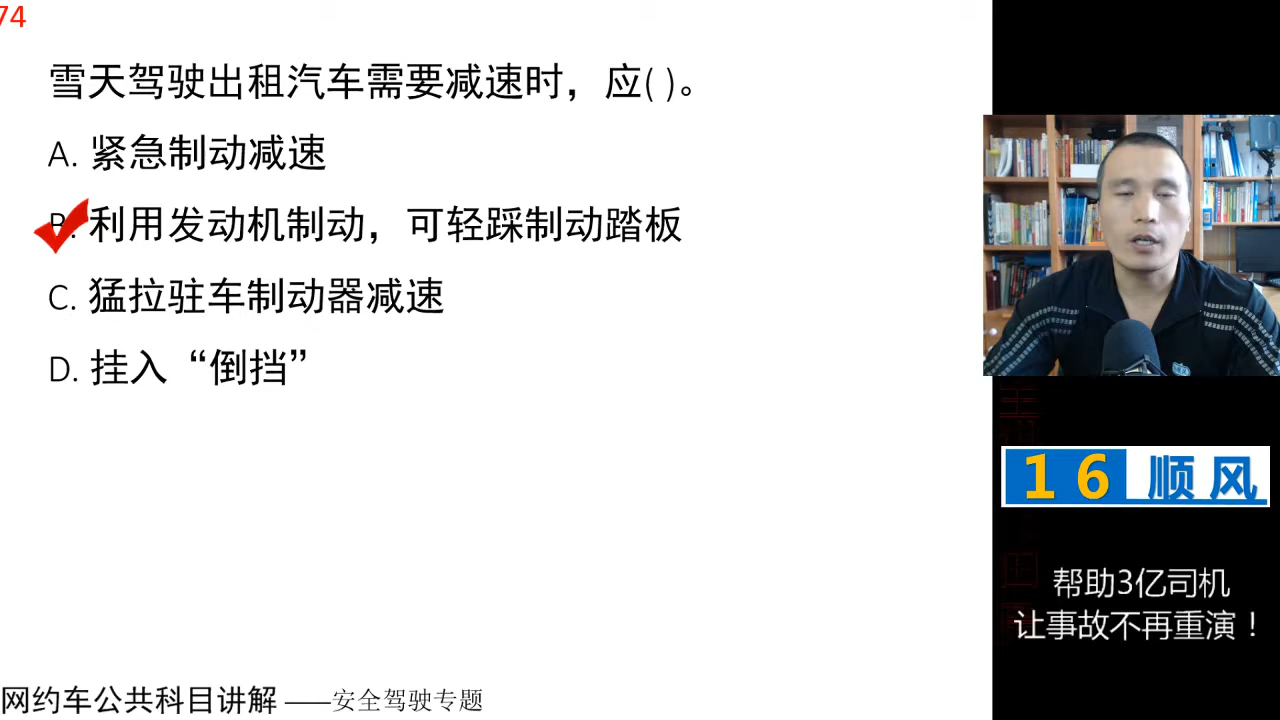 74
雪天驾驶出租汽车需要减速时，应( )。
A. 紧急制动减速
B. 利用发动机制动，可轻踩制动踏板
C. 猛拉驻车制动器减速
D. 挂入“倒挡”
16顺风
帮助3亿司机
让事故不再重演！
网约车公共科目讲解 ——安全驾驶专题